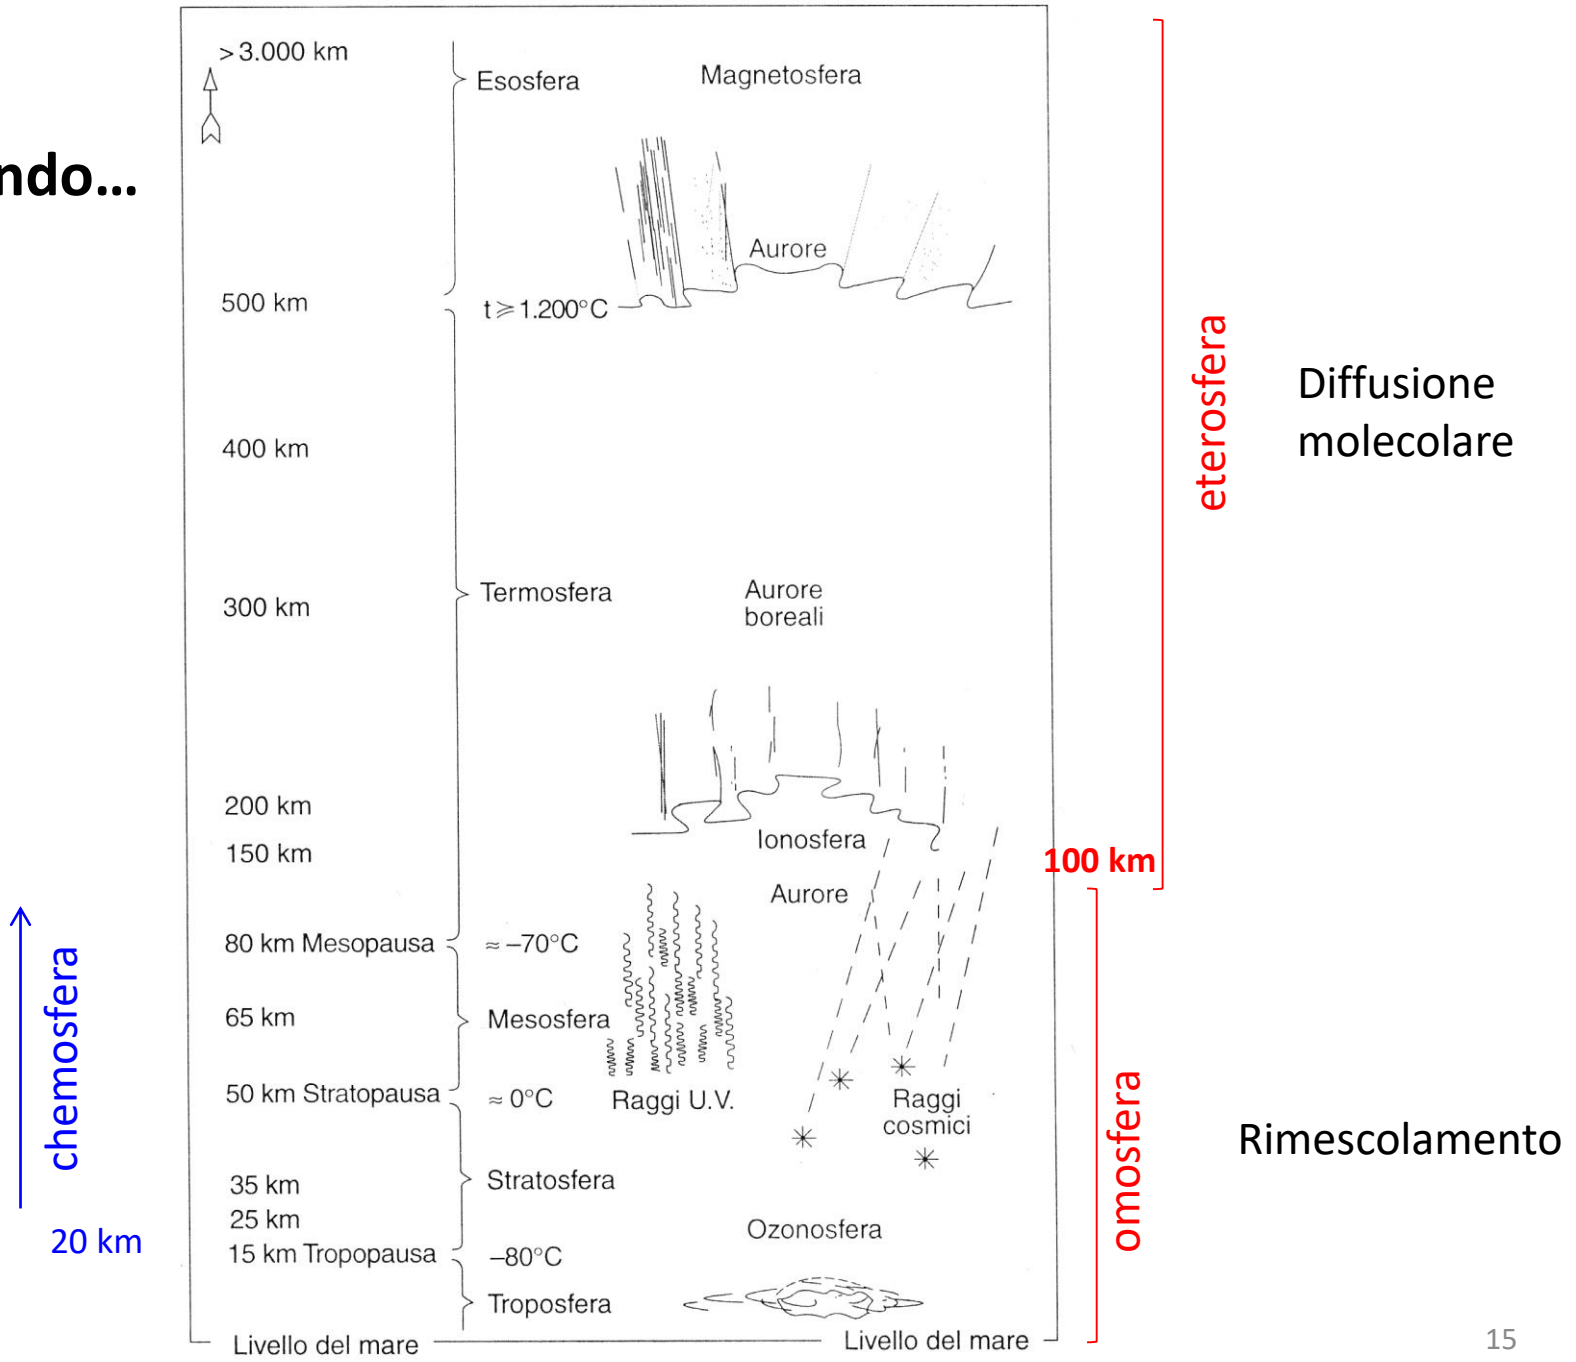 ndo...
> 3.000 km
Esosfera
Magnetosfera
Aurore
500 km
t ⩾ 1.200°C
400 km
300 km
Termosfera
Aurore
boreali
200 km
150 km
Ionosfera
Aurore
80 km Mesopausa
≈ –70°C
65 km
Mesosfera
50 km Stratopausa
≈ 0°C
Raggi U.V.
Raggi
cosmici
35 km
Stratosfera
25 km
Ozonosfera
15 km Tropopausa
–80°C
Troposfera
Livello del mare
Livello del mare
chemosfera
20 km
eterosfera
Diffusione
molecolare
100 km
omosfera
Rimescolamento
15